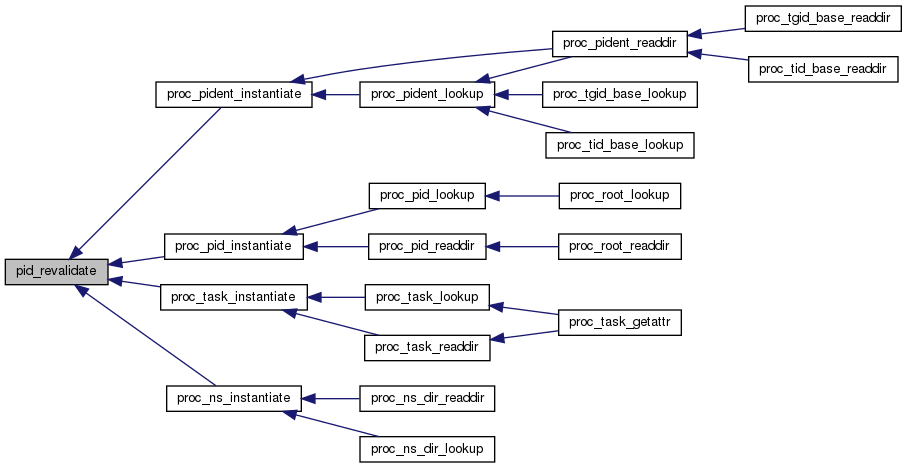 proc_tgid_base_readdir
proc_pident_readdir
proc_tid_base_readdir
proc_pident_instantiate
proc_pident_lookup
proc_tgid_base_lookup
proc_tid_base_lookup
proc_pid_lookup
proc_root_lookup
proc_pid_instantiate
proc_pid_readdir
proc_root_readdir
pid_revalidate
proc_task_instantiate
proc_task_lookup
proc_task_getattr
proc_task_readdir
proc_ns_instantiate
proc_ns_dir_readdir
proc_ns_dir_lookup